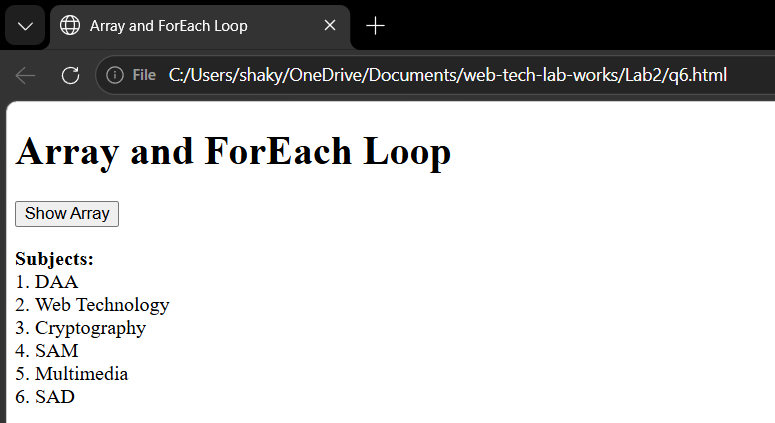 Array and ForEach Loop
File C:/Users/shaky/OneDrive/Documents/web-tech-lab-works/Lab2/q6.html
Array and ForEach Loop
Show Array
Subjects:
1. DAA
2. Web Technology
3. Cryptography
4. SAM
5. Multimedia
6. SAD